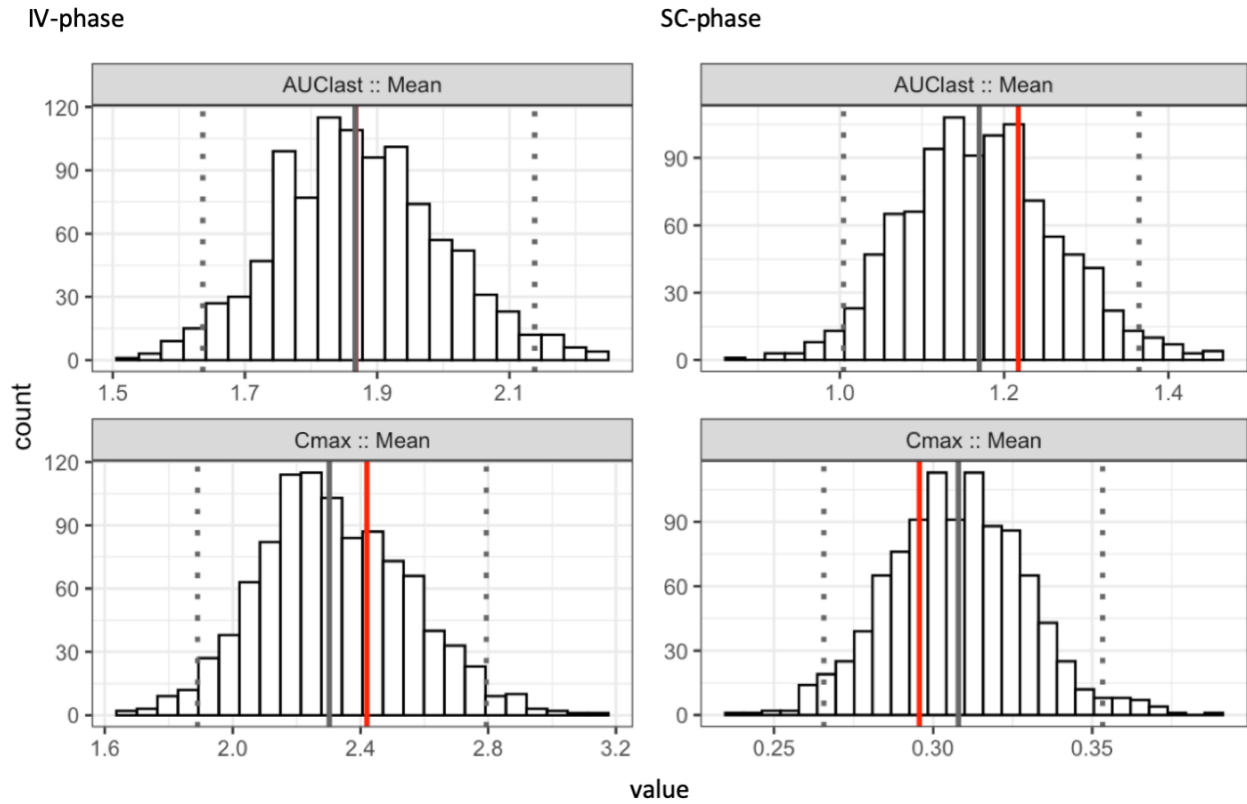 IV-phase
SC-phase
AUClast :: Mean
AUClast :: Mean
120
90
60
30
0
90
60
30
0
1.5 1.7 1.9 2.1
1.0 1.2 1.4
count
Cmax :: Mean
Cmax :: Mean
120
90
60
30
0
90
60
30
0
1.6 2.0 2.4 2.8 3.2
0.25 0.30 0.35
value